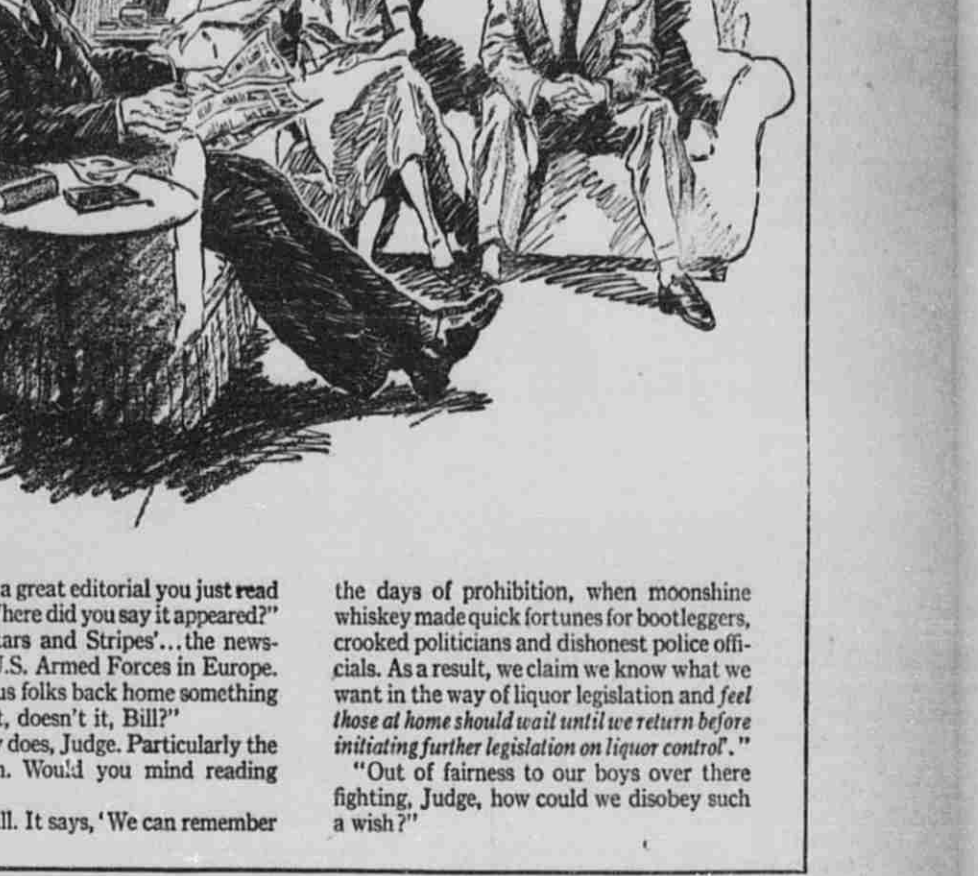 a great editorial you just read
here did you say it appeared?"
ars and Stripes'...the news-
.S. Armed Forces in Europe.
us folks back home something
, doesn't it, Bill?"
does, Judge. Particularly the
. Would you mind reading
ll. It says, 'We can remember
the days of prohibition, when moonshine
whiskey made quick fortunes for bootleggers,
crooked politicians and dishonest police offi-
cials. As a result, we claim we know what we
want in the way of liquor legislation and feel
those at home should wait until we return before
initiating further legislation on liquor control'."
"Out of fairness to our boys over there
fighting, Judge, how could we disobey such
a wish?"